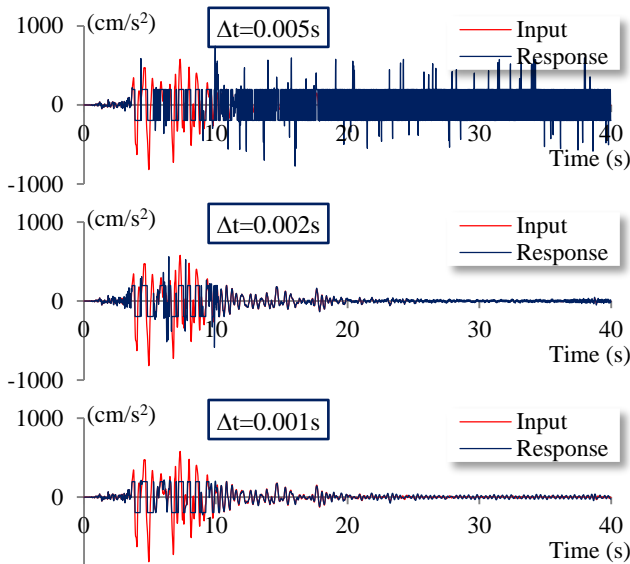 1000 (cm/s²) Δt=0.005s Input
Response
0
0 10 20 30 40
Time (s)
-1000
1000 (cm/s²) Δt=0.002s Input
Response
0
0 10 20 30 40
Time (s)
-1000
1000 (cm/s²) Δt=0.001s Input
Response
0
0 10 20 30 40
Time (s)